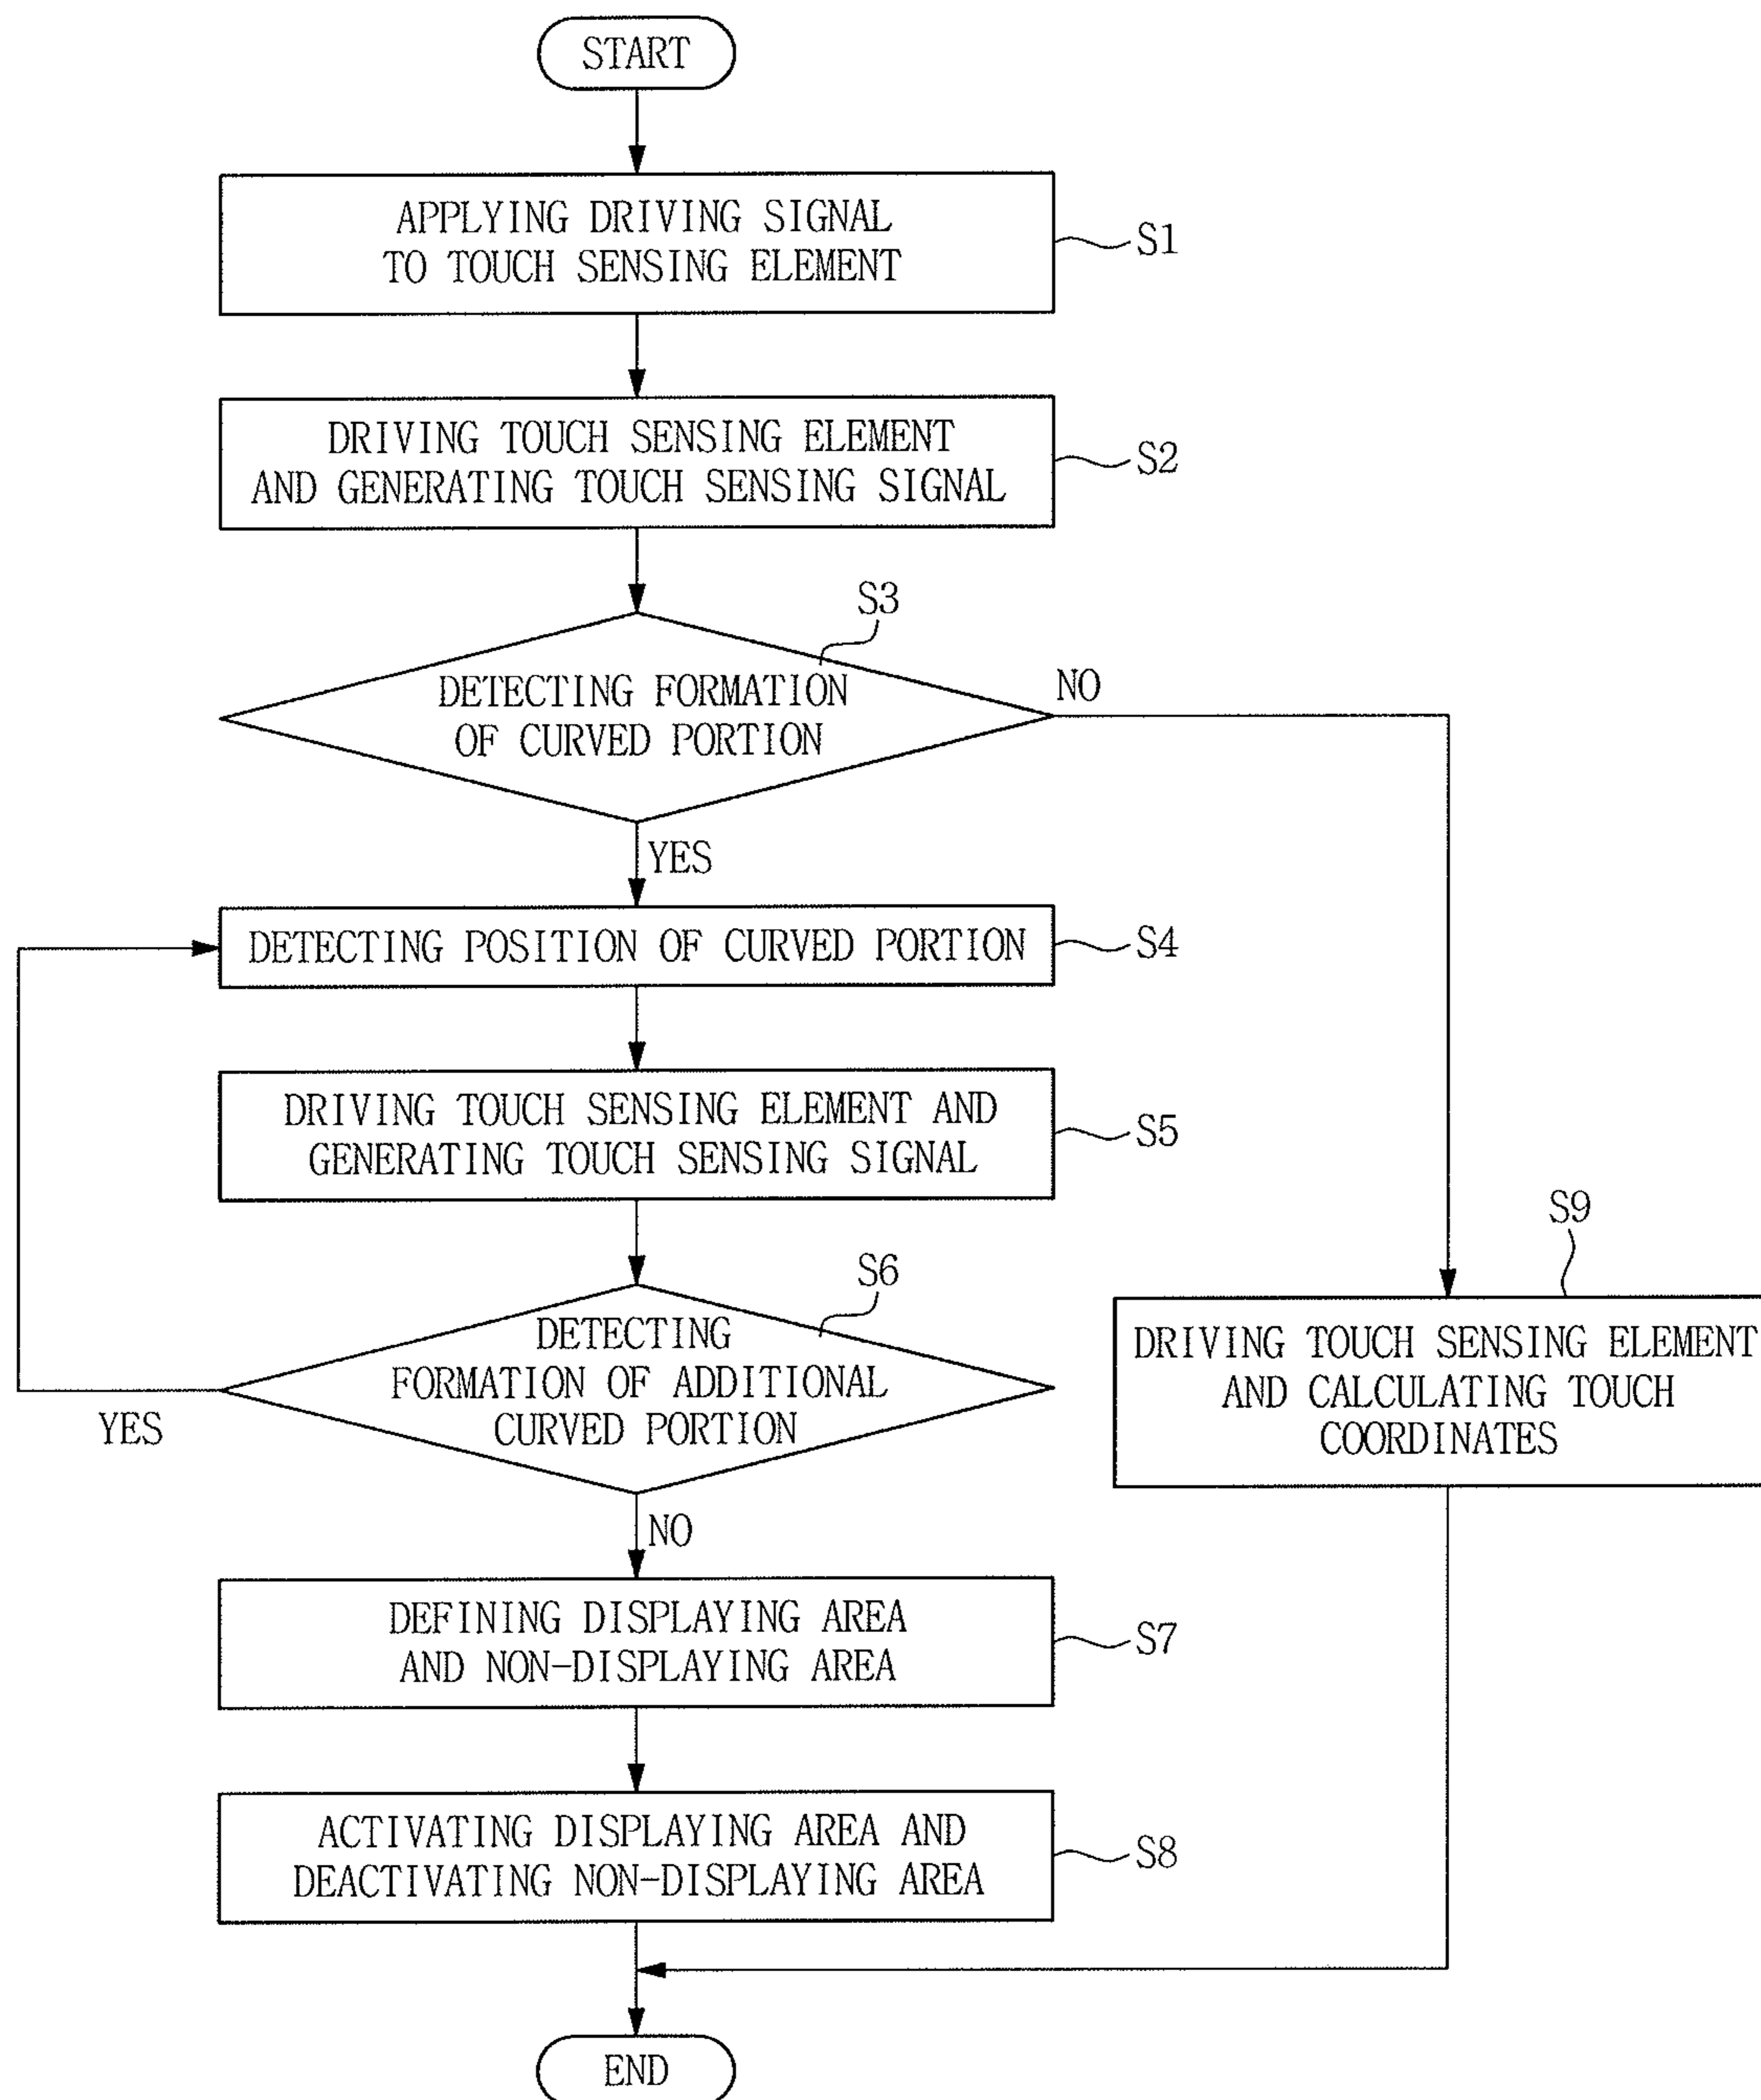 START
APPLYING DRIVING SIGNAL
TO TOUCH SENSING ELEMENT
S1
DRIVING TOUCH SENSING ELEMENT
AND GENERATING TOUCH SENSING SIGNAL
S2
S3
DETECTING FORMATION
OF CURVED PORTION
NO
YES
DETECTING POSITION OF CURVED PORTION
S4
DRIVING TOUCH SENSING ELEMENT AND
GENERATING TOUCH SENSING SIGNAL
S5
S6
DETECTING
FORMATION OF ADDITIONAL
CURVED PORTION
YES
NO
S9
DRIVING TOUCH SENSING ELEMENT
AND CALCULATING TOUCH
COORDINATES
DEFINING DISPLAYING AREA
AND NON-DISPLAYING AREA
S7
ACTIVATING DISPLAYING AREA AND
DEACTIVATING NON-DISPLAYING AREA
S8
END